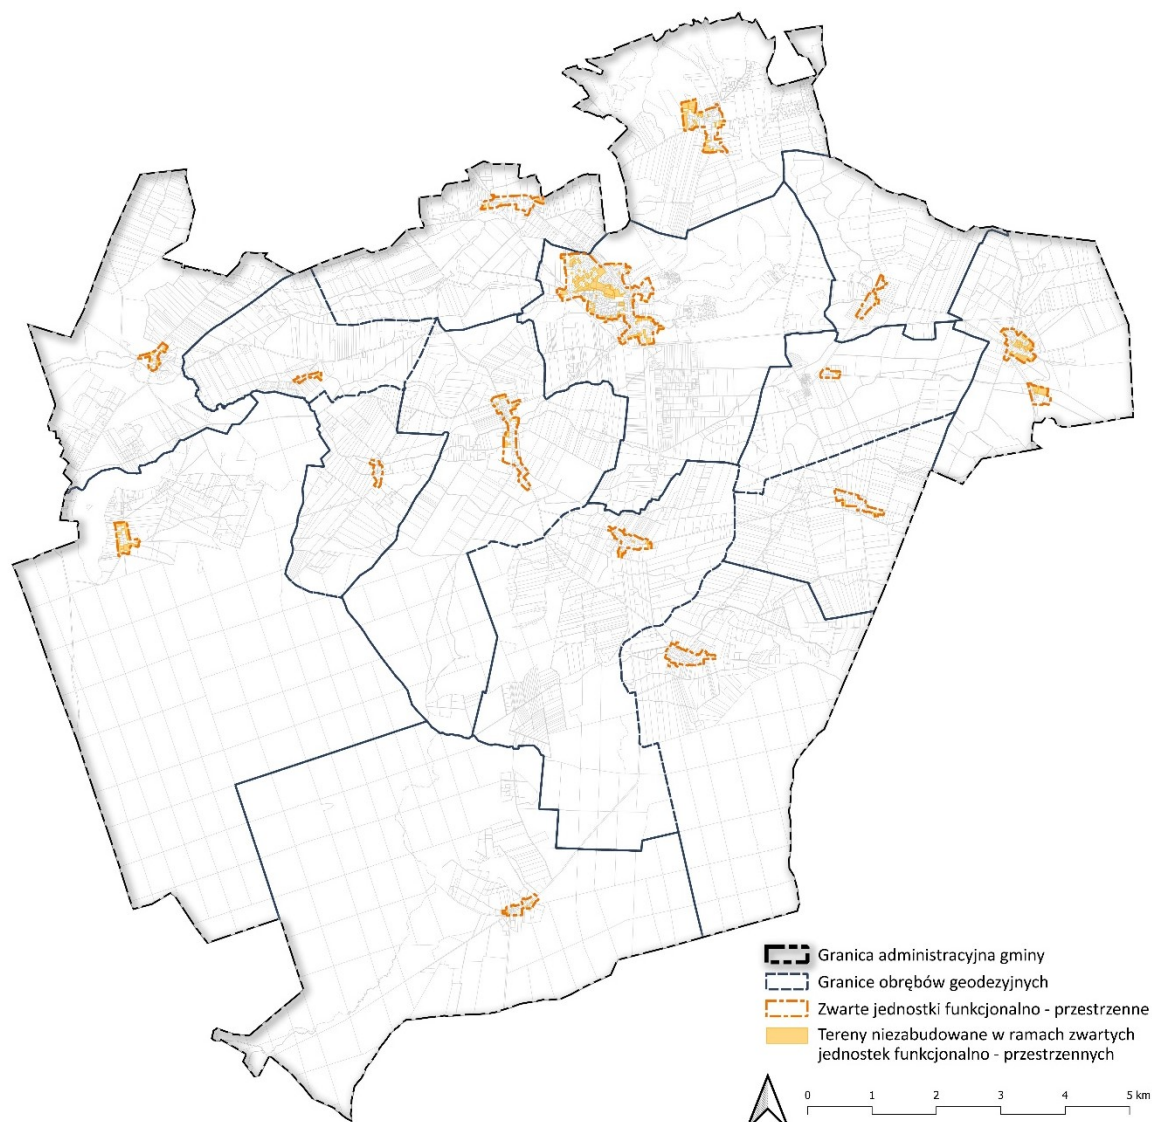 Granica administracyjna gminy
Granice obrębów geodezyjnych
Zwarte jednostki funkcjonalno - przestrzenne
Tereny niezabudowane w ramach zwartych
jednostek funkcjonalno - przestrzennych
0 1 2 3 4 5 km